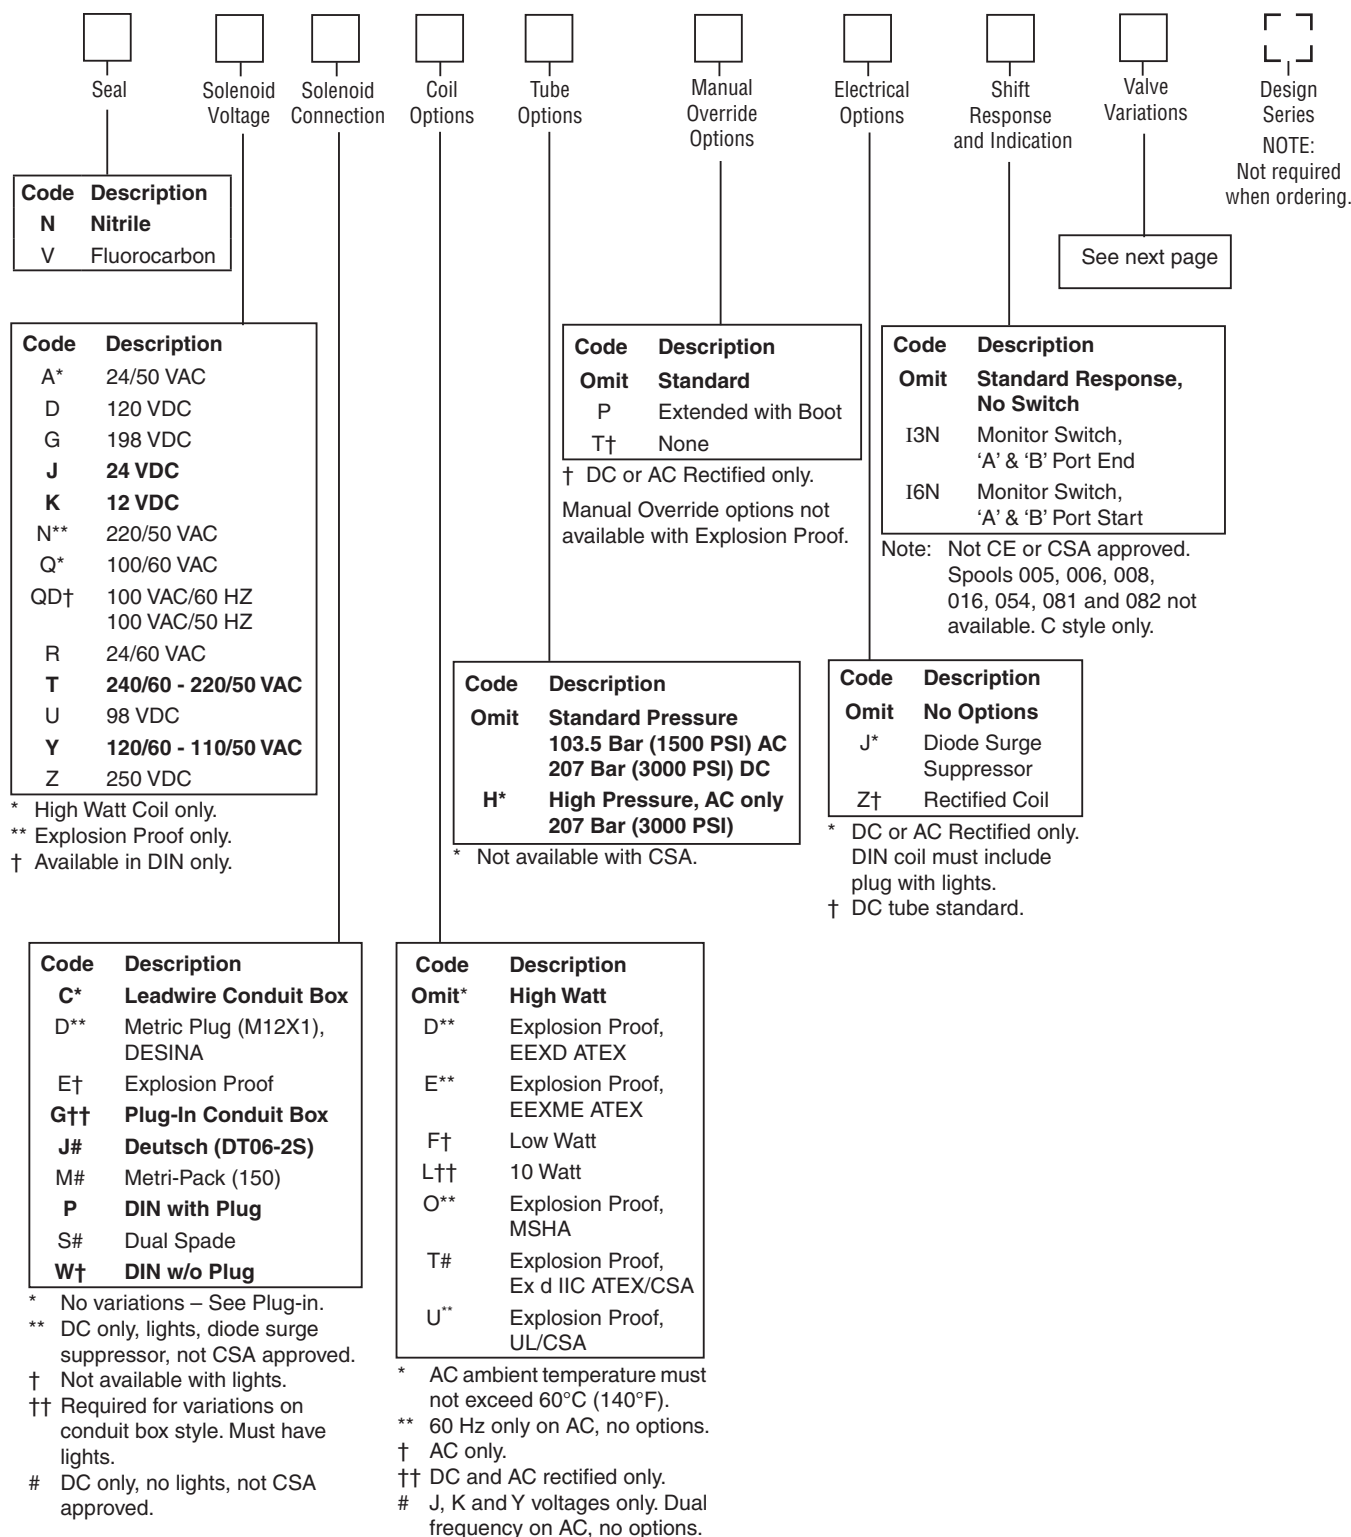 Seal
Solenoid
Voltage
Solenoid
Connection
Coil
Options
Tube
Options
Manual
Override
Options
Electrical
Options
Shift
Response
and Indication
Valve
Variations
Design
Series
NOTE:
Not required
when ordering.
Code Description
N Nitrile
V Fluorocarbon
See next page
Code Description
A* 24/50 VAC
D 120 VDC
G 198 VDC
J 24 VDC
K 12 VDC
N** 220/50 VAC
Q* 100/60 VAC
QD† 100 VAC/60 HZ
100 VAC/50 HZ
R 24/60 VAC
T 240/60 - 220/50 VAC
U 98 VDC
Y 120/60 - 110/50 VAC
Z 250 VDC
* High Watt Coil only.
** Explosion Proof only.
† Available in DIN only.
Code Description
Omit Standard
P Extended with Boot
T† None
† DC or AC Rectified only.
Manual Override options not
available with Explosion Proof.
Code Description
Omit Standard Response,
No Switch
I3N Monitor Switch,
‘A’ & ‘B’ Port End
I6N Monitor Switch,
‘A’ & ‘B’ Port Start
Note: Not CE or CSA approved.
Spools 005, 006, 008,
016, 054, 081 and 082 not
available. C style only.
Code Description
Omit Standard Pressure
103.5 Bar (1500 PSI) AC
207 Bar (3000 PSI) DC
H* High Pressure, AC only
207 Bar (3000 PSI)
* Not available with CSA.
Code Description
Omit No Options
J* Diode Surge
Suppressor
Z† Rectified Coil
* DC or AC Rectified only.
DIN coil must include
plug with lights.
† DC tube standard.
Code Description
C* Leadwire Conduit Box
D** Metric Plug (M12X1),
DESINA
E† Explosion Proof
G†† Plug-In Conduit Box
J# Deutsch (DT06-2S)
M# Metri-Pack (150)
P DIN with Plug
S# Dual Spade
W† DIN w/o Plug
* No variations – See Plug-in.
** DC only, lights, diode surge
suppressor, not CSA approved.
† Not available with lights.
†† Required for variations on
conduit box style. Must have
lights.
# DC only, no lights, not CSA
approved.
Code Description
Omit* High Watt
D** Explosion Proof,
EEXD ATEX
E** Explosion Proof,
EEXME ATEX
F† Low Watt
L†† 10 Watt
O** Explosion Proof,
MSHA
T# Explosion Proof,
Ex d IIC ATEX/CSA
U** Explosion Proof,
UL/CSA
* AC ambient temperature must
not exceed 60°C (140°F).
** 60 Hz only on AC, no options.
† AC only.
†† DC and AC rectified only.
# J, K and Y voltages only. Dual
frequency on AC, no options.